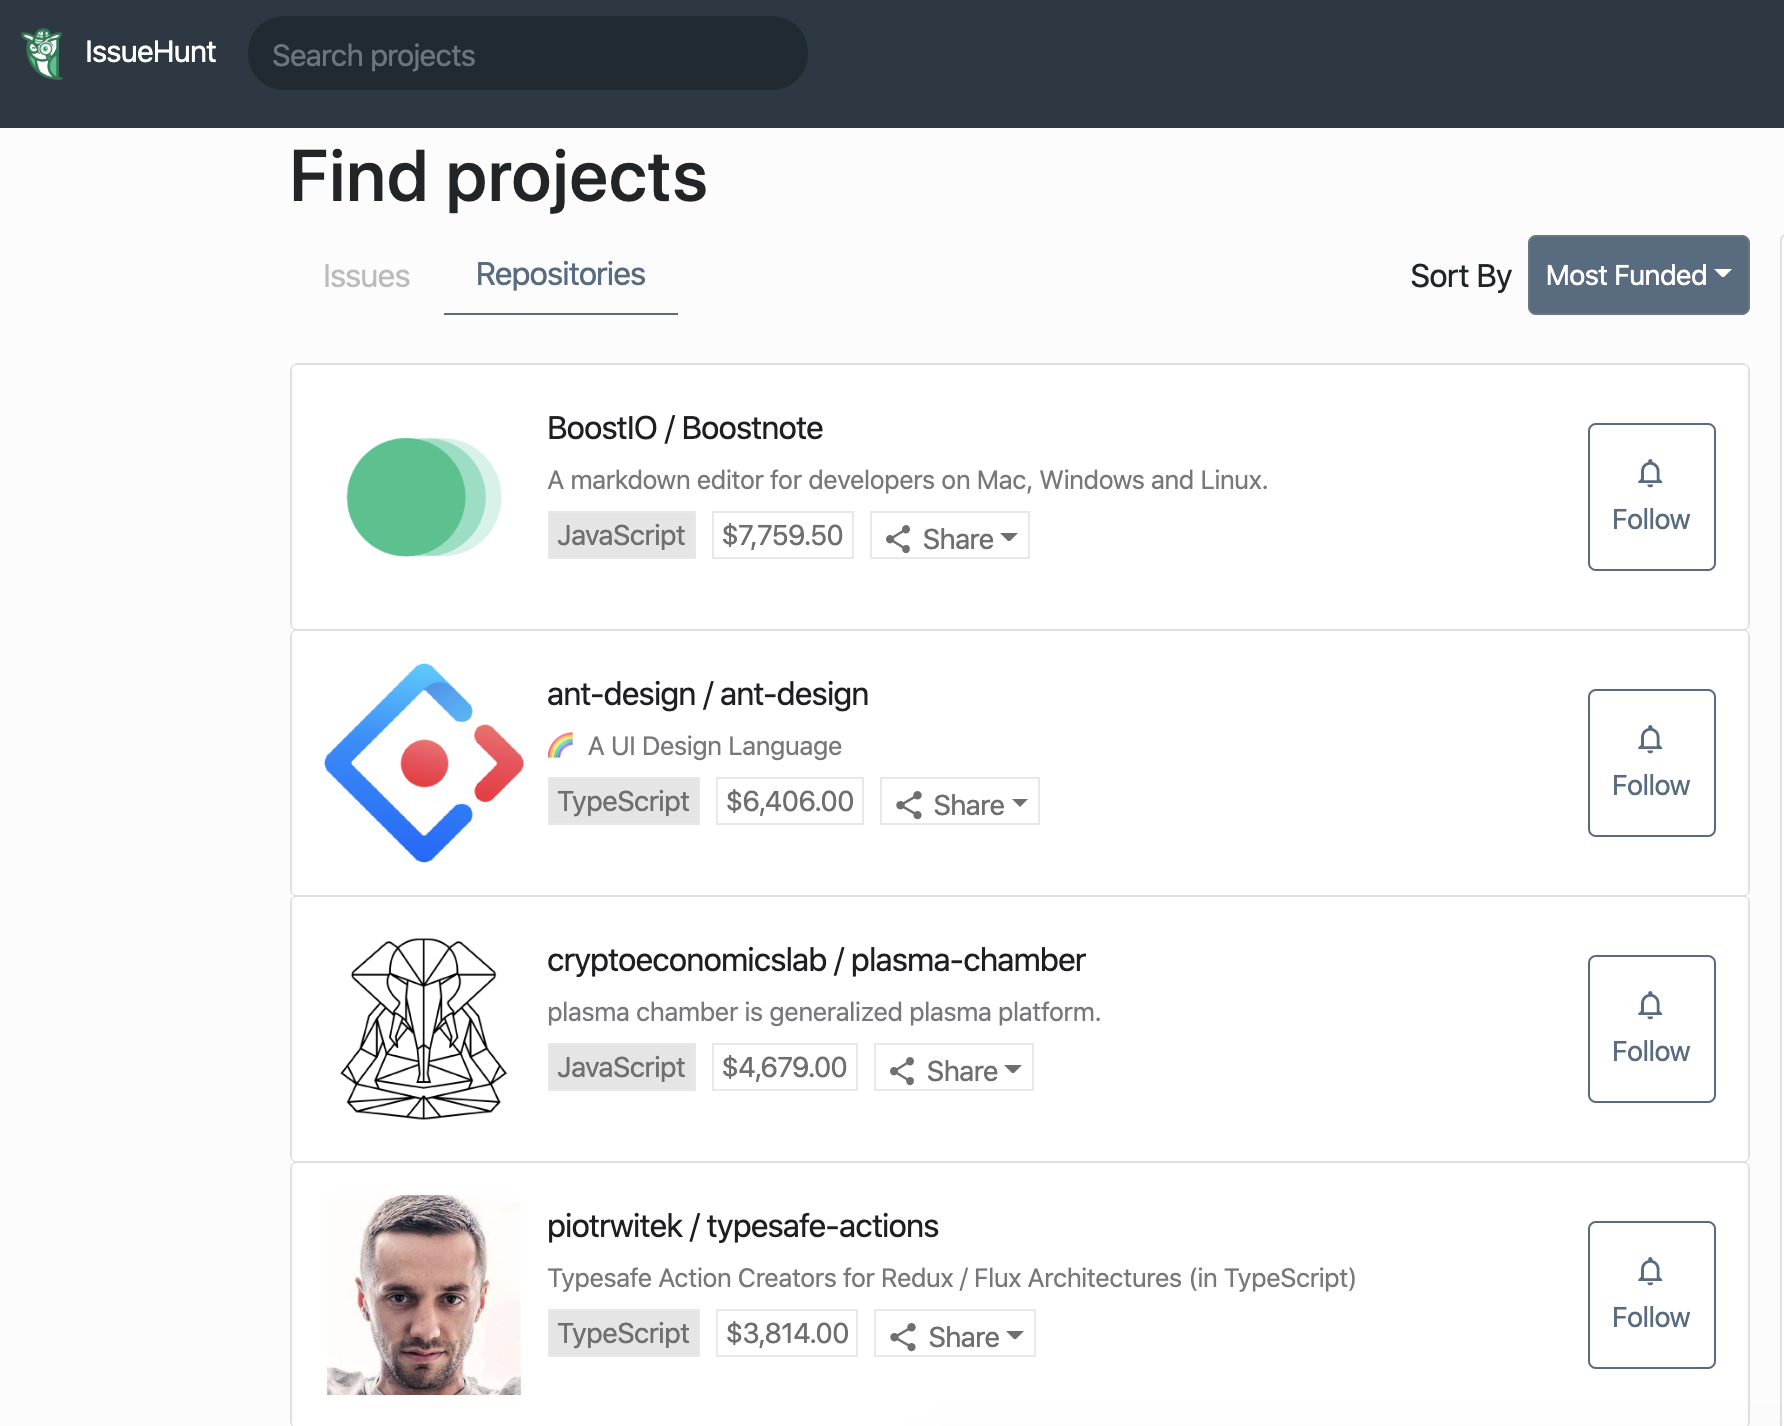 IssueHunt
Search projects
Find projects
Issues
Repositories
Sort By
Most Funded
BoostIO / Boostnote
A markdown editor for developers on Mac, Windows and Linux.
JavaScript
$7,759.50
Share
Follow
ant-design / ant-design
🌈 A UI Design Language
TypeScript
$6,406.00
Share
Follow
cryptoeconomicslab / plasma-chamber
plasma chamber is generalized plasma platform.
JavaScript
$4,679.00
Share
Follow
piotrwitek / typesafe-actions
Typesafe Action Creators for Redux / Flux Architectures (in TypeScript)
TypeScript
$3,814.00
Share
Follow